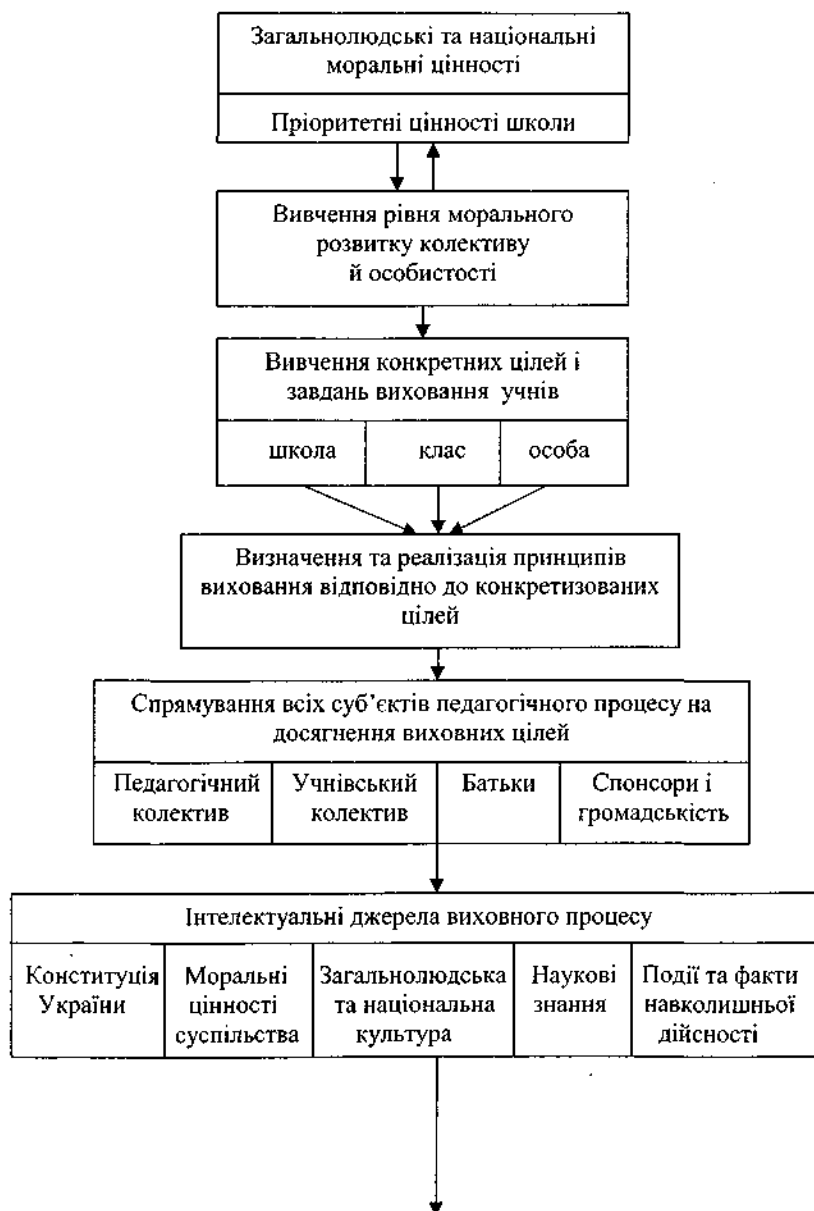 Загальнолюдські та національні
моральні цінності
Пріоритетні цінності школи
Вивчення рівня морального
розвитку колективу
й особистості
Вивчення конкретних цілей і
завдань виховання учнів
школа
клас
особа
Визначення та реалізація принципів
виховання відповідно до конкретизованих
цілей
Спрямування всіх суб’єктів педагогічного процесу на
досягнення виховних цілей
Педагогічний
колектив
Учнівський
колектив
Батьки
Спонсори і
громадськість
Інтелектуальні джерела виховного процесу
Конституція
України
Моральні
цінності
суспільства
Загальнолюдська
та національна
культура
Наукові
знання
Події та факти
навколишньої
дійсності